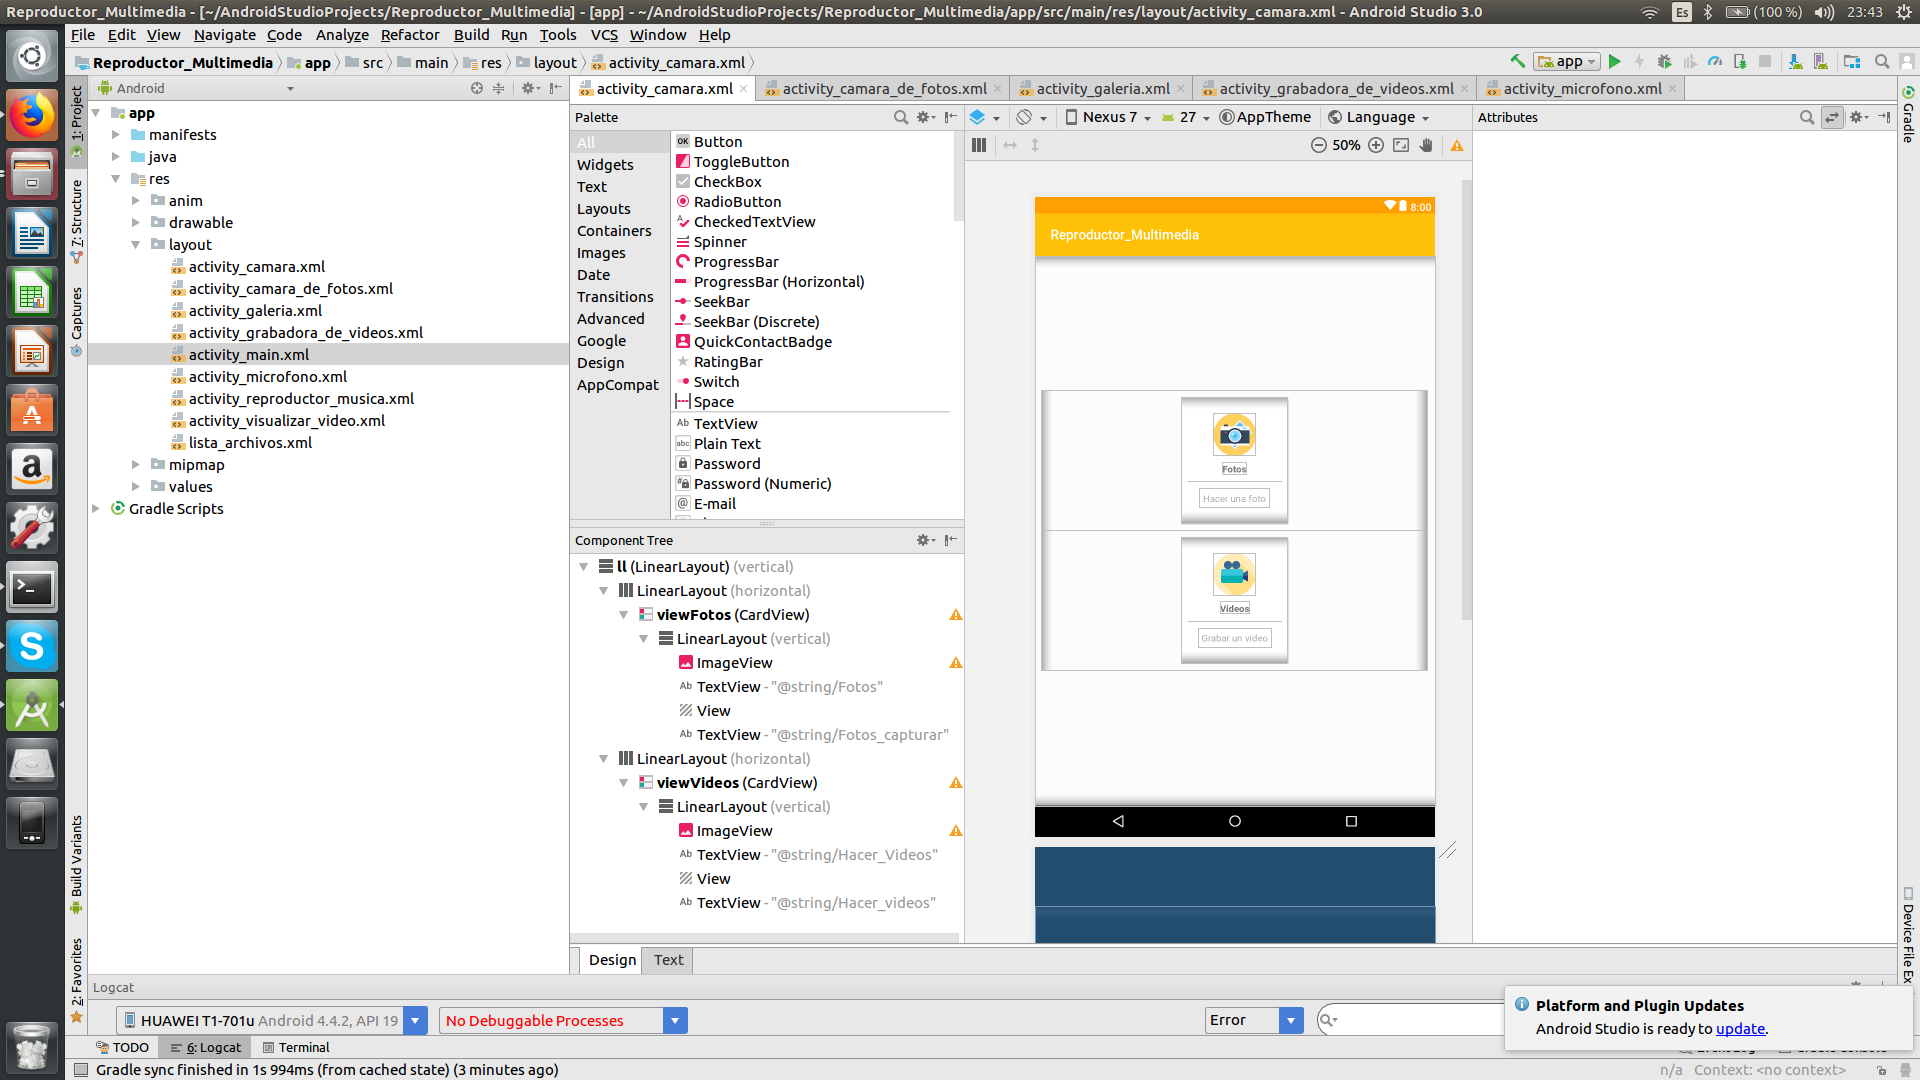 Reproductor_Multimedia - [~/AndroidStudioProjects/Reproductor_Multimedia] - [app] - ~/AndroidStudioProjects/Reproductor_Multimedia/app/src/main/res/layout/activity_camara.xml - Android Studio 3.0
Es
(100 %)
23:43
File Edit View Navigate Code Analyze Refactor Build Run Tools VCS Window Help
Reproductor_Multimedia
app
src
main
res
layout
activity_camara.xml
app
1: Project
7: Structure
Captures
Build Variants
2: Favorites
Android
app
manifests
java
res
anim
drawable
layout
activity_camara.xml
activity_camara_de_fotos.xml
activity_galeria.xml
activity_grabadora_de_videos.xml
activity_main.xml
activity_microfono.xml
activity_reproductor_musica.xml
activity_visualizar_video.xml
lista_archivos.xml
mipmap
values
Gradle Scripts
activity_camara.xml
activity_camara_de_fotos.xml
activity_galeria.xml
activity_grabadora_de_videos.xml
activity_microfono.xml
Palette
All
Widgets
Text
Layouts
Containers
Images
Date
Transitions
Advanced
Google
Design
AppCompat
OK Button
ToggleButton
CheckBox
RadioButton
CheckedTextView
Spinner
ProgressBar
ProgressBar (Horizontal)
SeekBar
SeekBar (Discrete)
QuickContactBadge
RatingBar
Switch
Space
Ab TextView
abc Plain Text
Password
Password (Numeric)
@ E-mail
Component Tree
ll (LinearLayout) (vertical)
LinearLayout (horizontal)
viewFotos (CardView)
LinearLayout (vertical)
ImageView
Ab TextView - "@string/Fotos"
View
Ab TextView - "@string/Fotos_capturar"
LinearLayout (horizontal)
viewVideos (CardView)
LinearLayout (vertical)
ImageView
Ab TextView - "@string/Hacer_Videos"
View
Ab TextView - "@string/Hacer_videos"
Nexus 7
27
AppTheme
Language
50%
8:00
Reproductor_Multimedia
Fotos
Hacer una foto
Vídeos
Grabar un video
Attributes
Gradle
Device File Ex
Design
Text
Logcat
HUAWEI T1-701u Android 4.4.2, API 19
No Debuggable Processes
Error
Platform and Plugin Updates
Android Studio is ready to update.
TODO
6: Logcat
Terminal
Gradle sync finished in 1s 994ms (from cached state) (3 minutes ago)
n/a
Context: <no context>